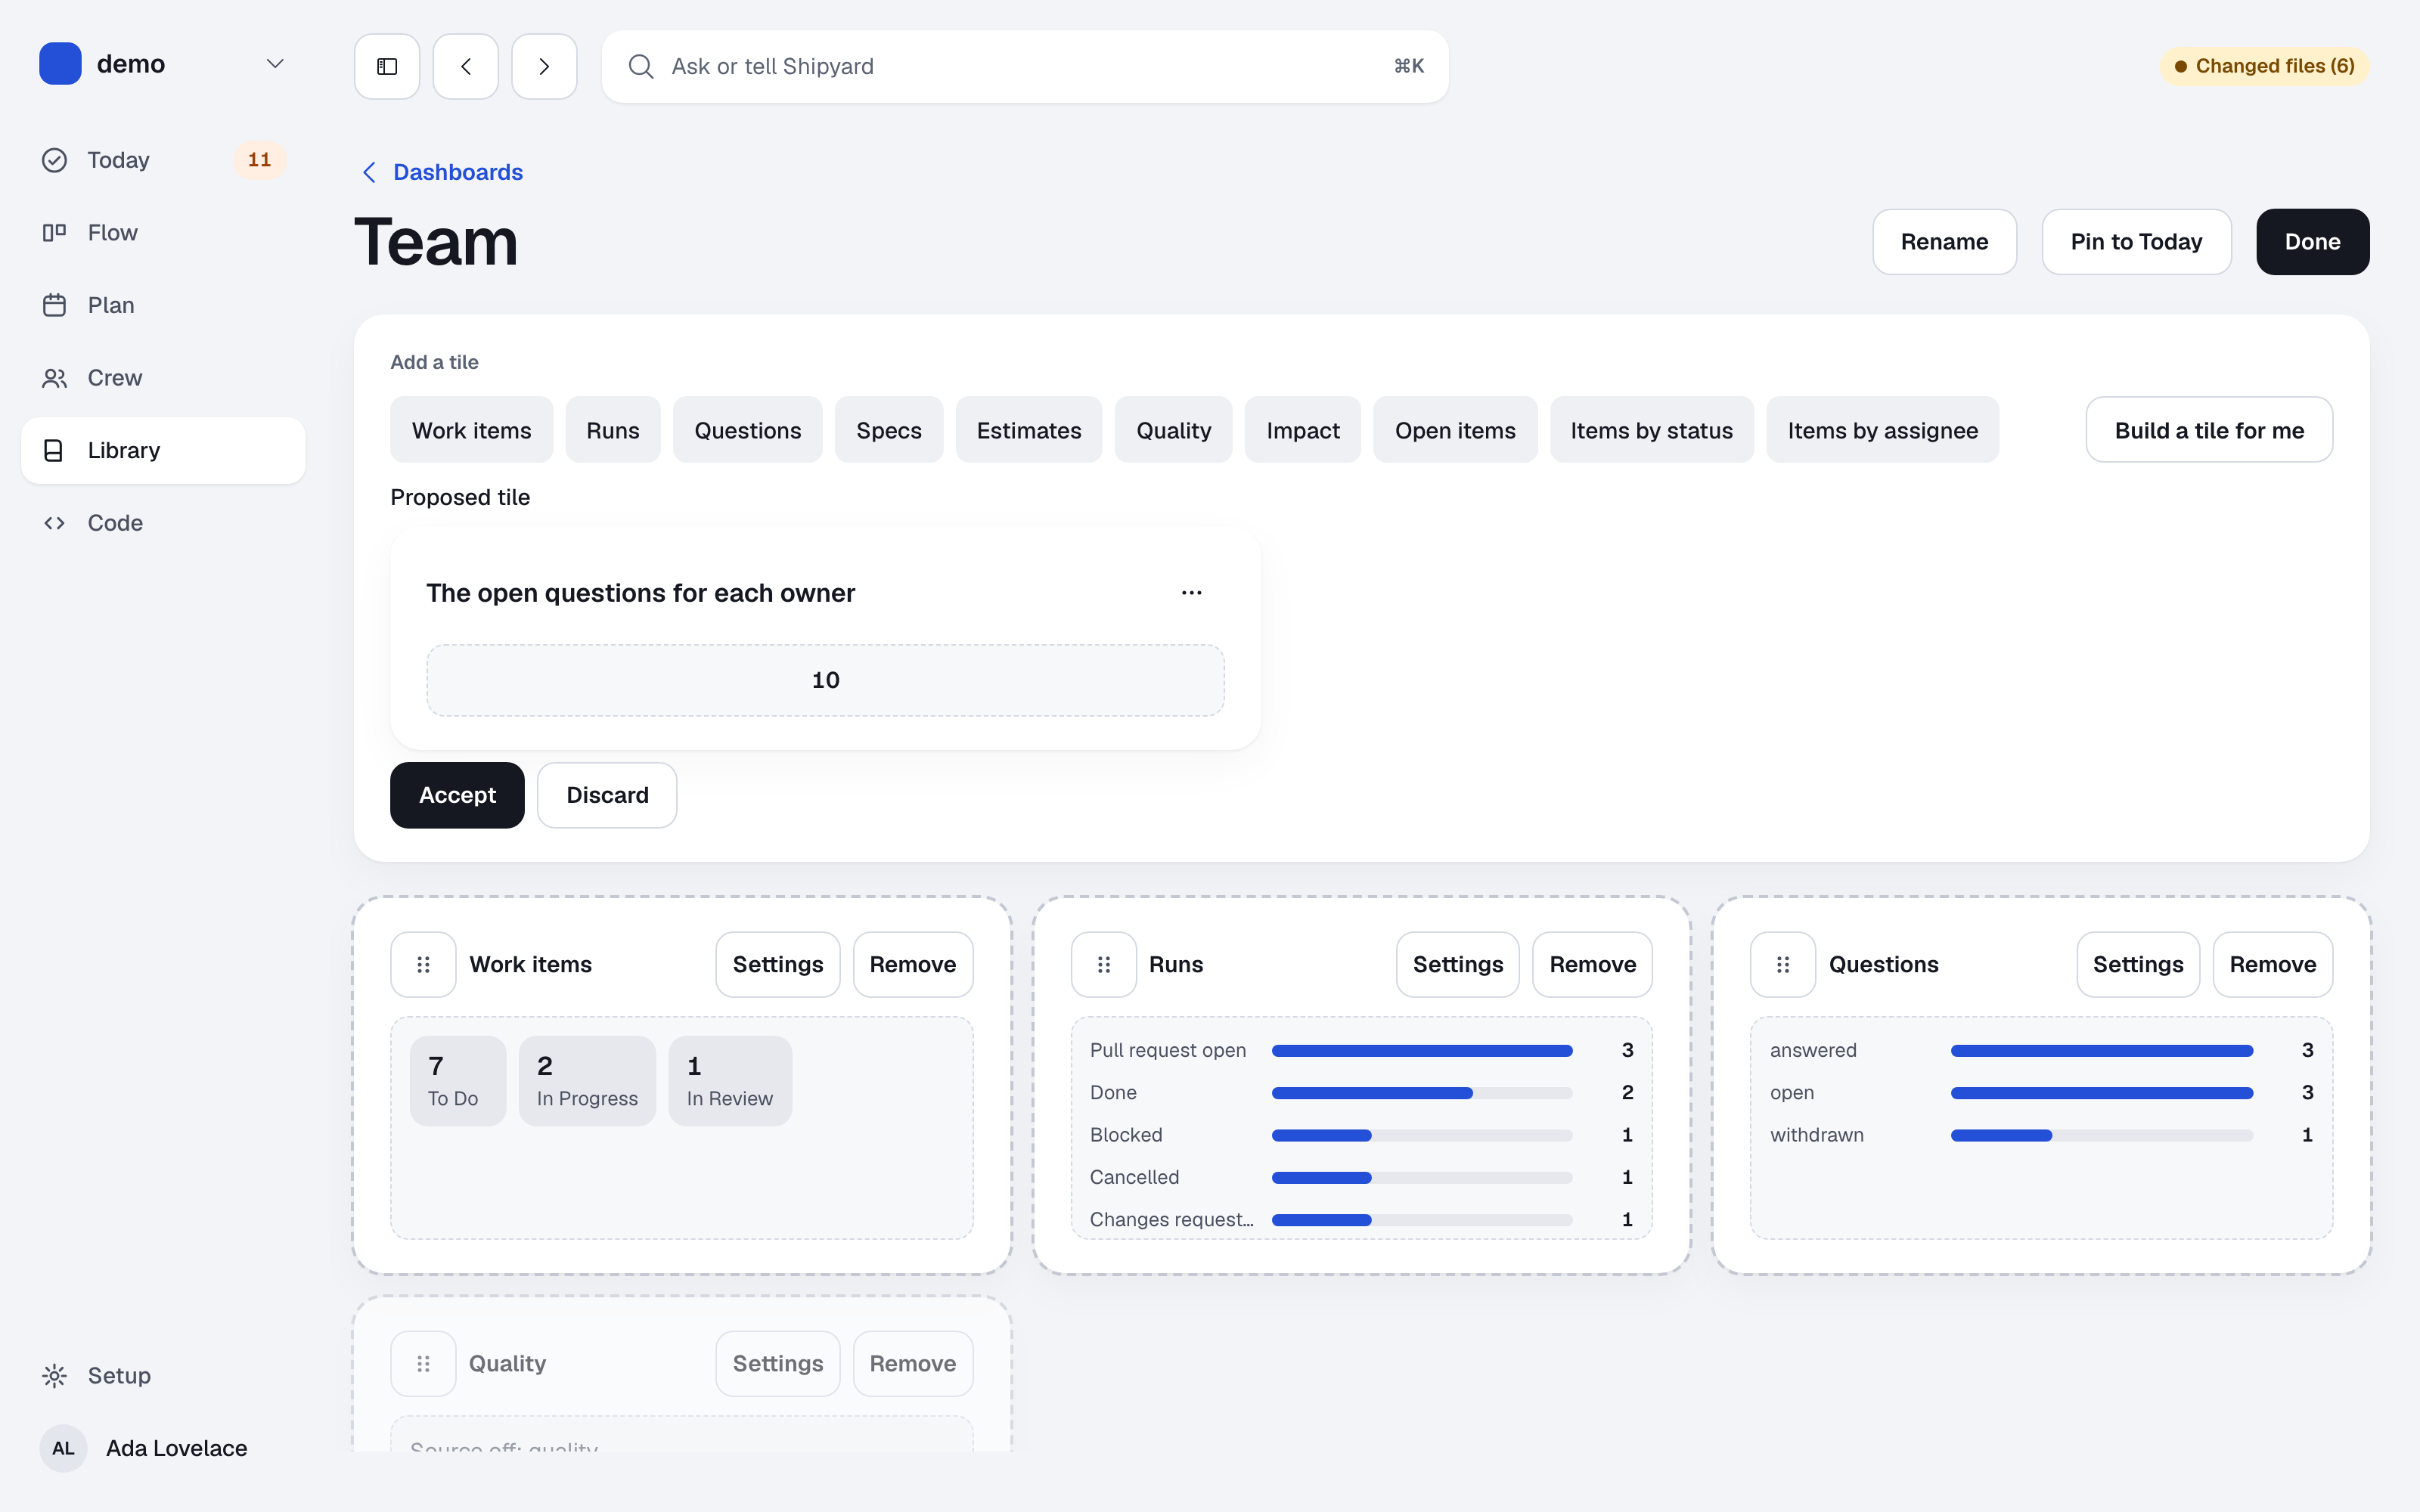 demo
Ask or tell Shipyard
⌘K
Changed files (6)
Today
11
Flow
Plan
Crew
Library
Code
Setup
AL
Ada Lovelace
Dashboards
Team
Rename
Pin to Today
Done
Add a tile
Work items
Runs
Questions
Specs
Estimates
Quality
Impact
Open items
Items by status
Items by assignee
Build a tile for me
Proposed tile
The open questions for each owner
10
Accept
Discard
Work items
Settings
Remove
7
To Do
2
In Progress
1
In Review
Runs
Settings
Remove
Pull request open 3
Done 2
Blocked 1
Cancelled 1
Changes request... 1
Questions
Settings
Remove
answered 3
open 3
withdrawn 1
Quality
Settings
Remove
Source off: quality